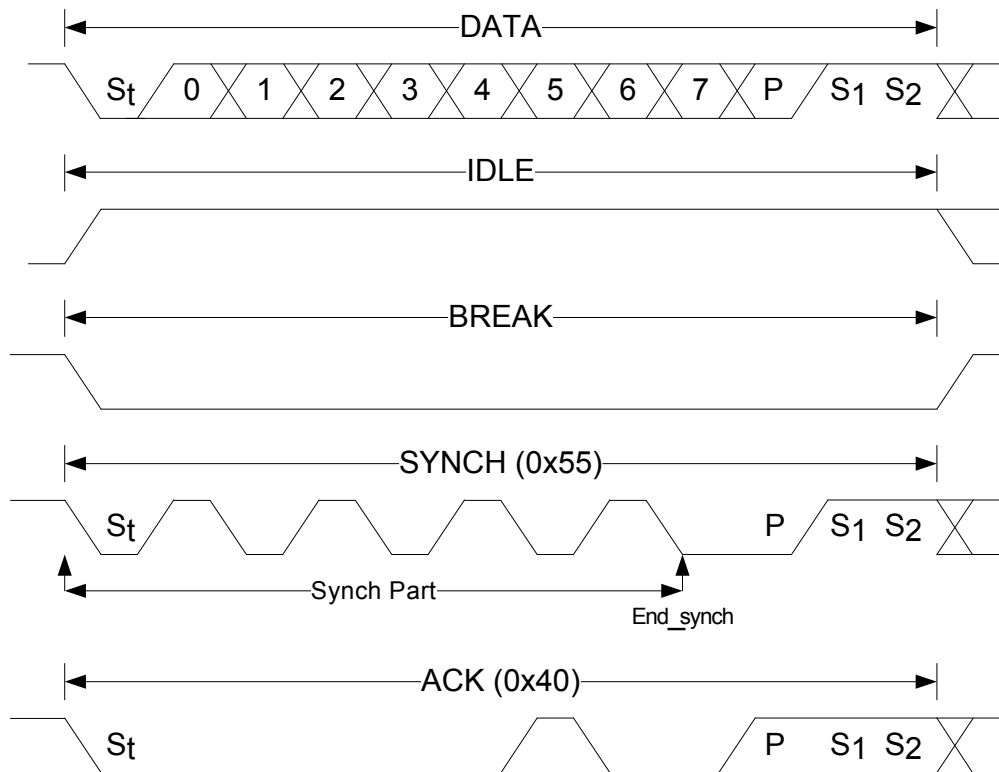 DATA
St 0 1 2 3 4 5 6 7 P S1 S2
IDLE
BREAK
SYNCH (0x55)
St P S1 S2
Synch Part
End_synch
ACK (0x40)
St P S1 S2